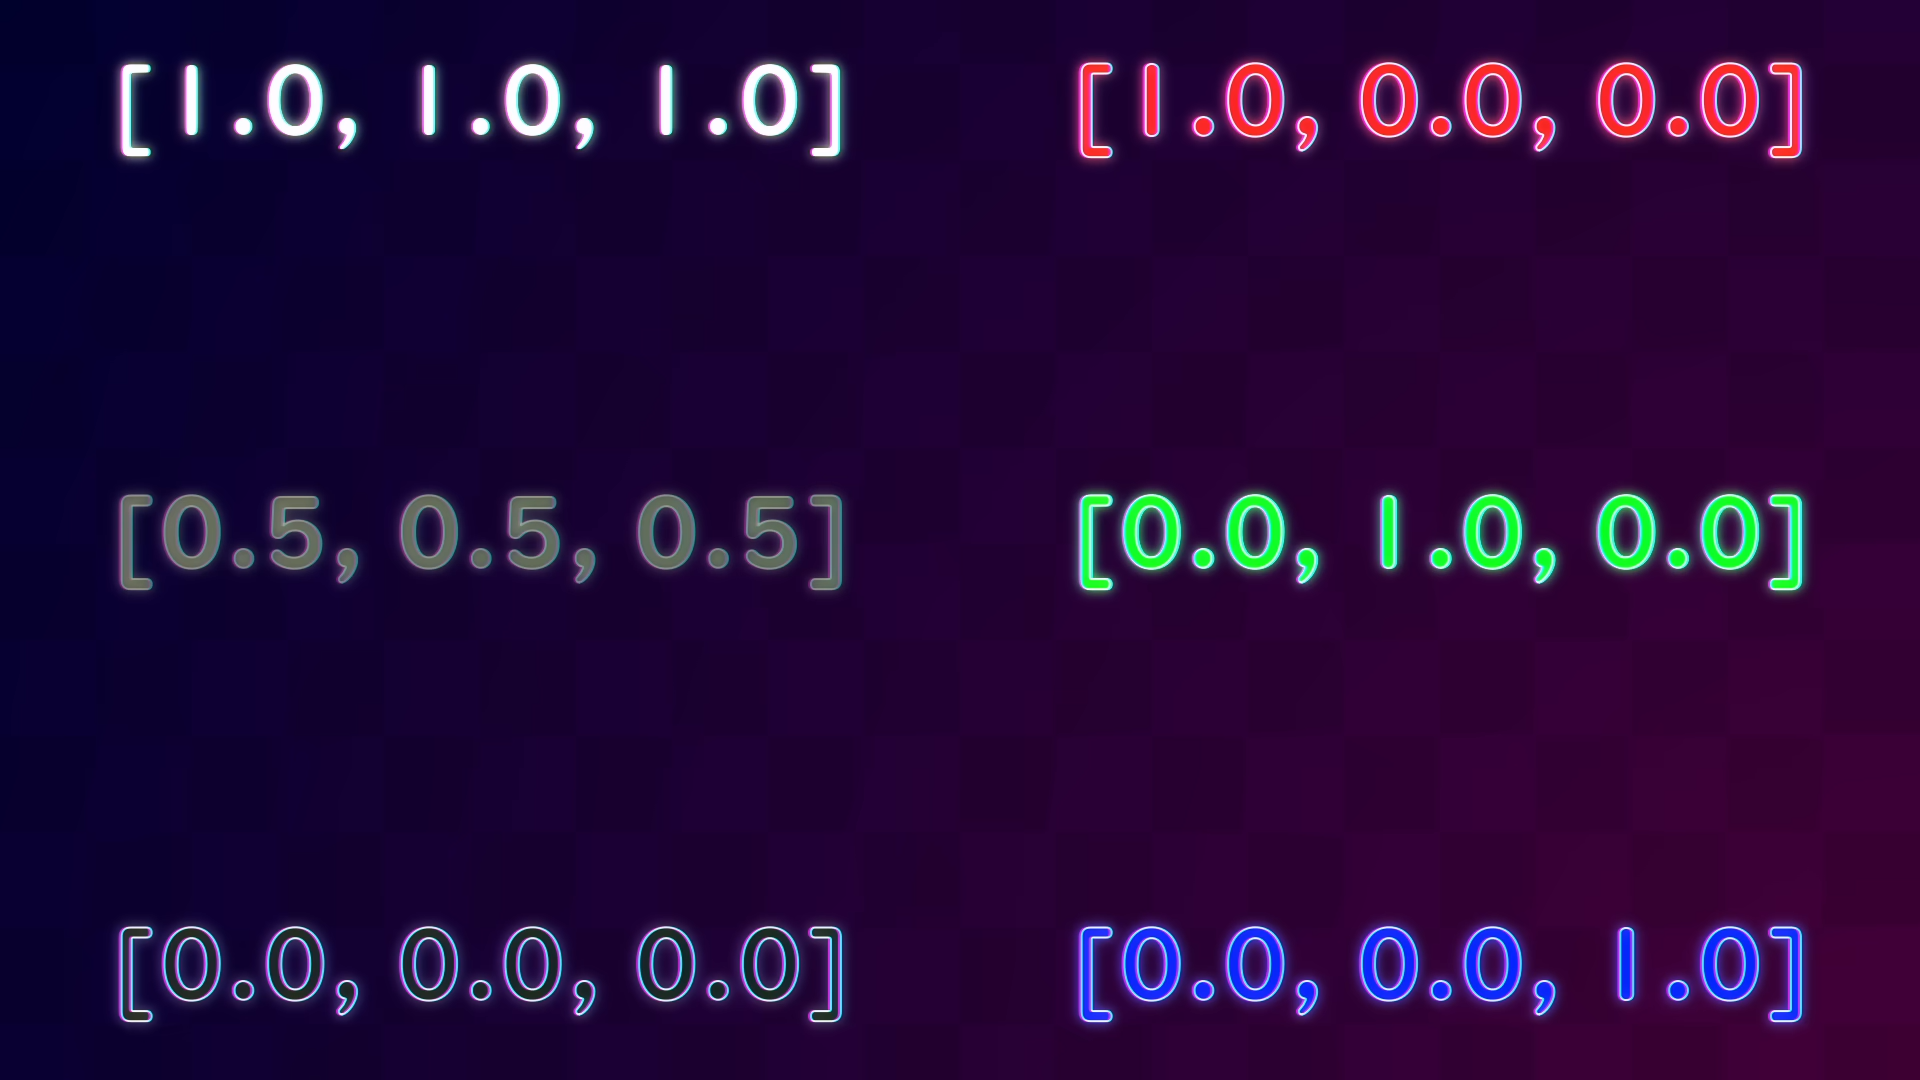 [1.0, 1.0, 1.0]
[1.0, 0.0, 0.0]
[0.5, 0.5, 0.5]
[0.0, 1.0, 0.0]
[0.0, 0.0, 0.0]
[0.0, 0.0, 1.0]